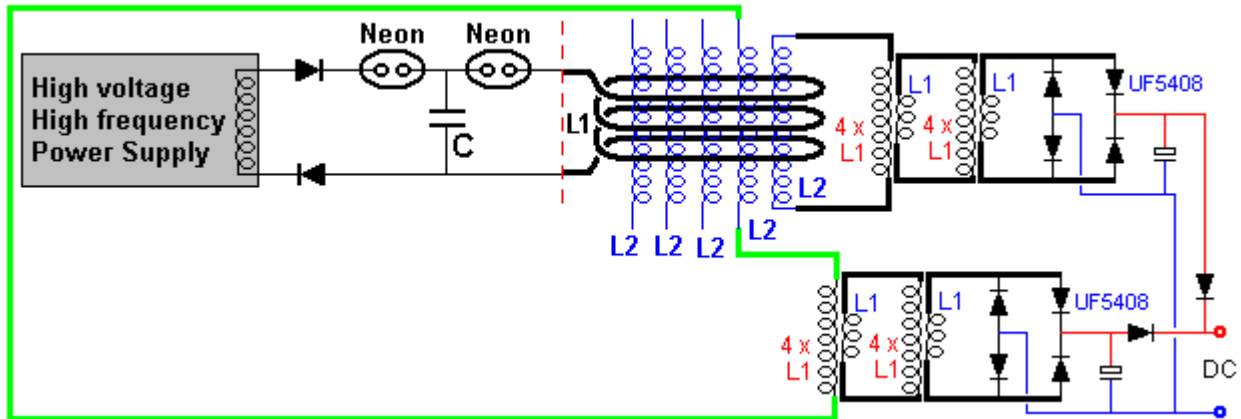 Neon
Neon
High voltage
High frequency
Power Supply
C
L1
L2
L2
L2
L2
L2
4 x
L1
L1
4 x
L1
L1
UF5408
4 x
L1
L1
4 x
L1
L1
UF5408
DC